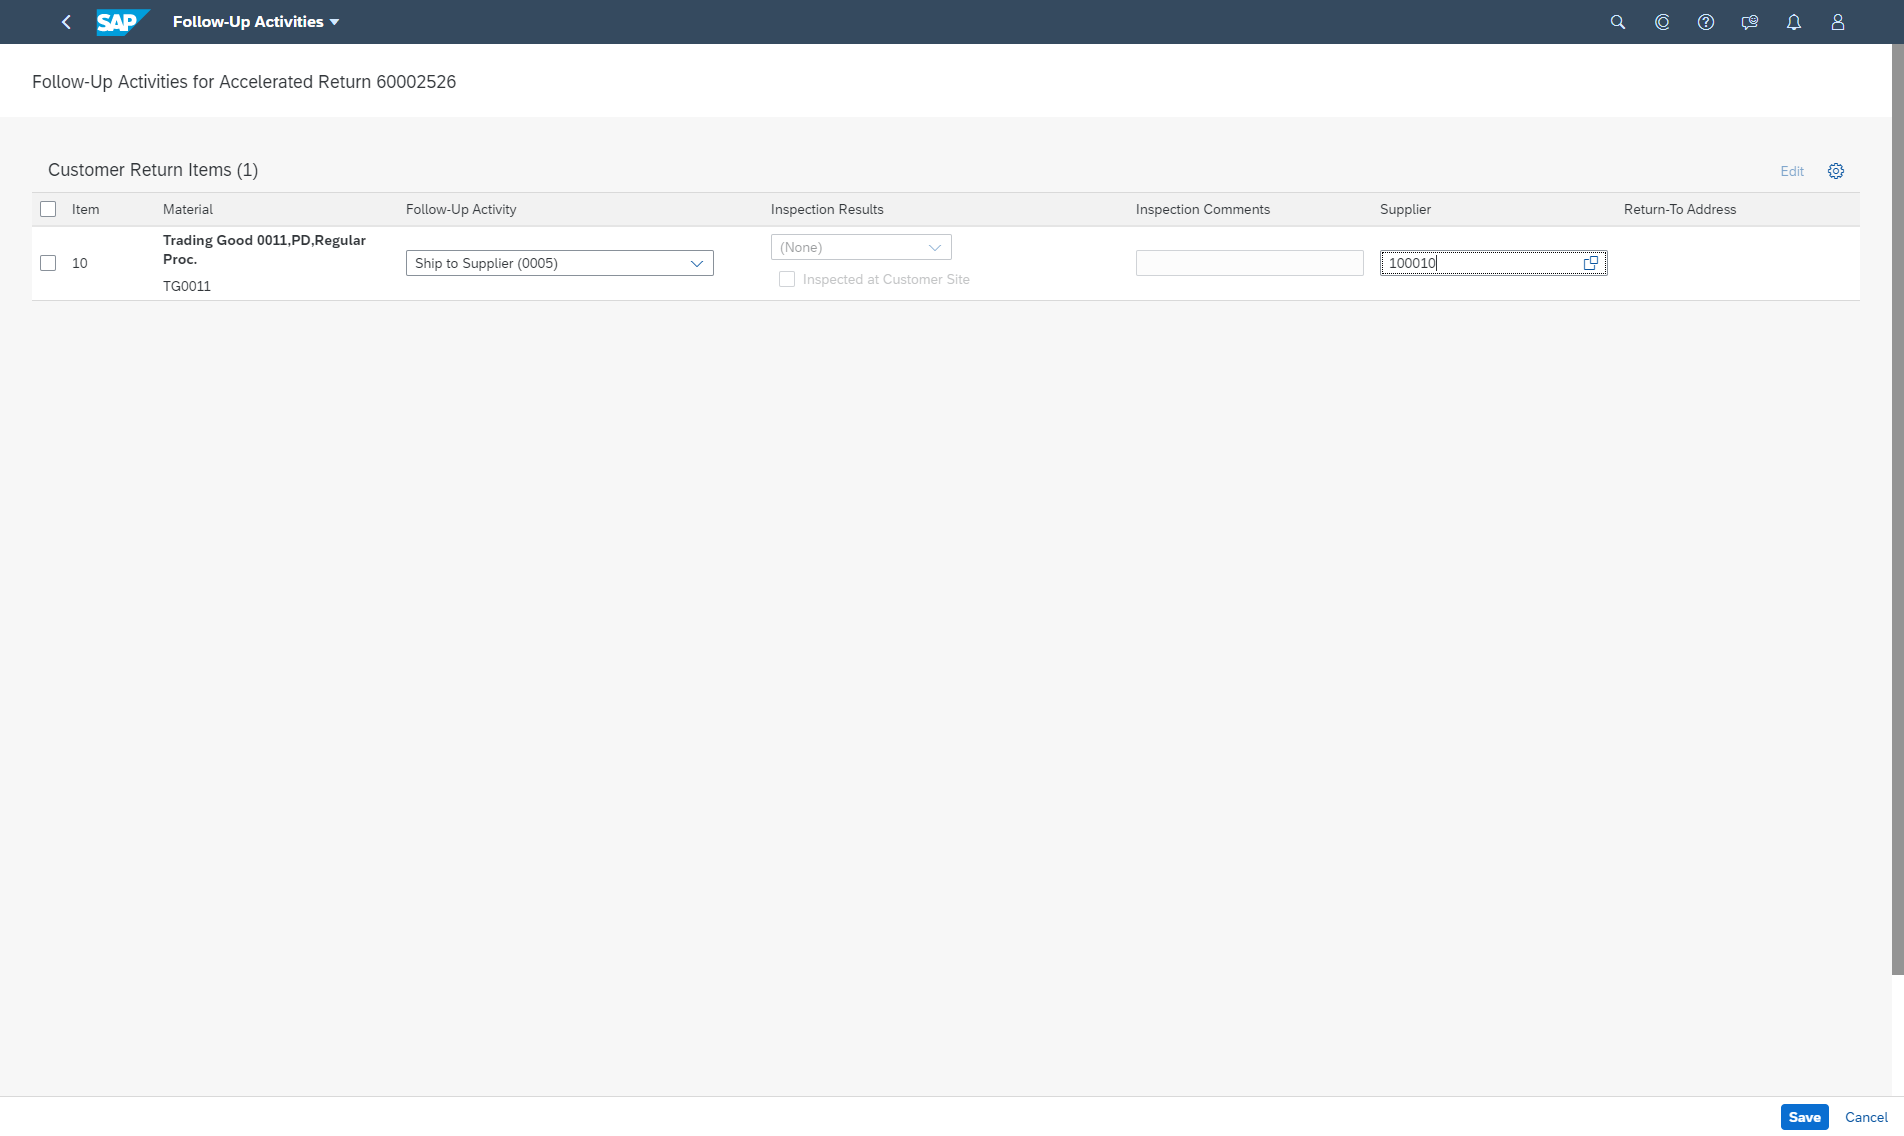 SAP
Follow-Up Activities
Follow-Up Activities for Accelerated Return 60002526
Customer Return Items (1)
Edit
Item Material Follow-Up Activity Inspection Results Inspection Comments Supplier Return-To Address
10
Trading Good 0011,PD,Regular
Proc.
TG0011
Ship to Supplier (0005)
(None)
Inspected at Customer Site
100010
Save Cancel